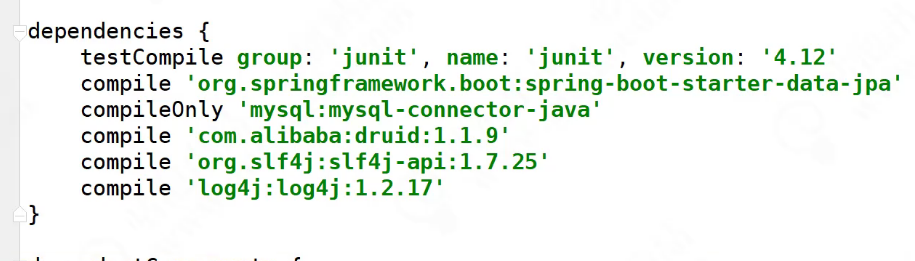 dependencies {
    testCompile group: 'junit', name: 'junit', version: '4.12'
    compile 'org.springframework.boot:spring-boot-starter-data-jpa'
    compileOnly 'mysql:mysql-connector-java'
    compile 'com.alibaba:druid:1.1.9'
    compile 'org.slf4j:slf4j-api:1.7.25'
    compile 'log4j:log4j:1.2.17'
}